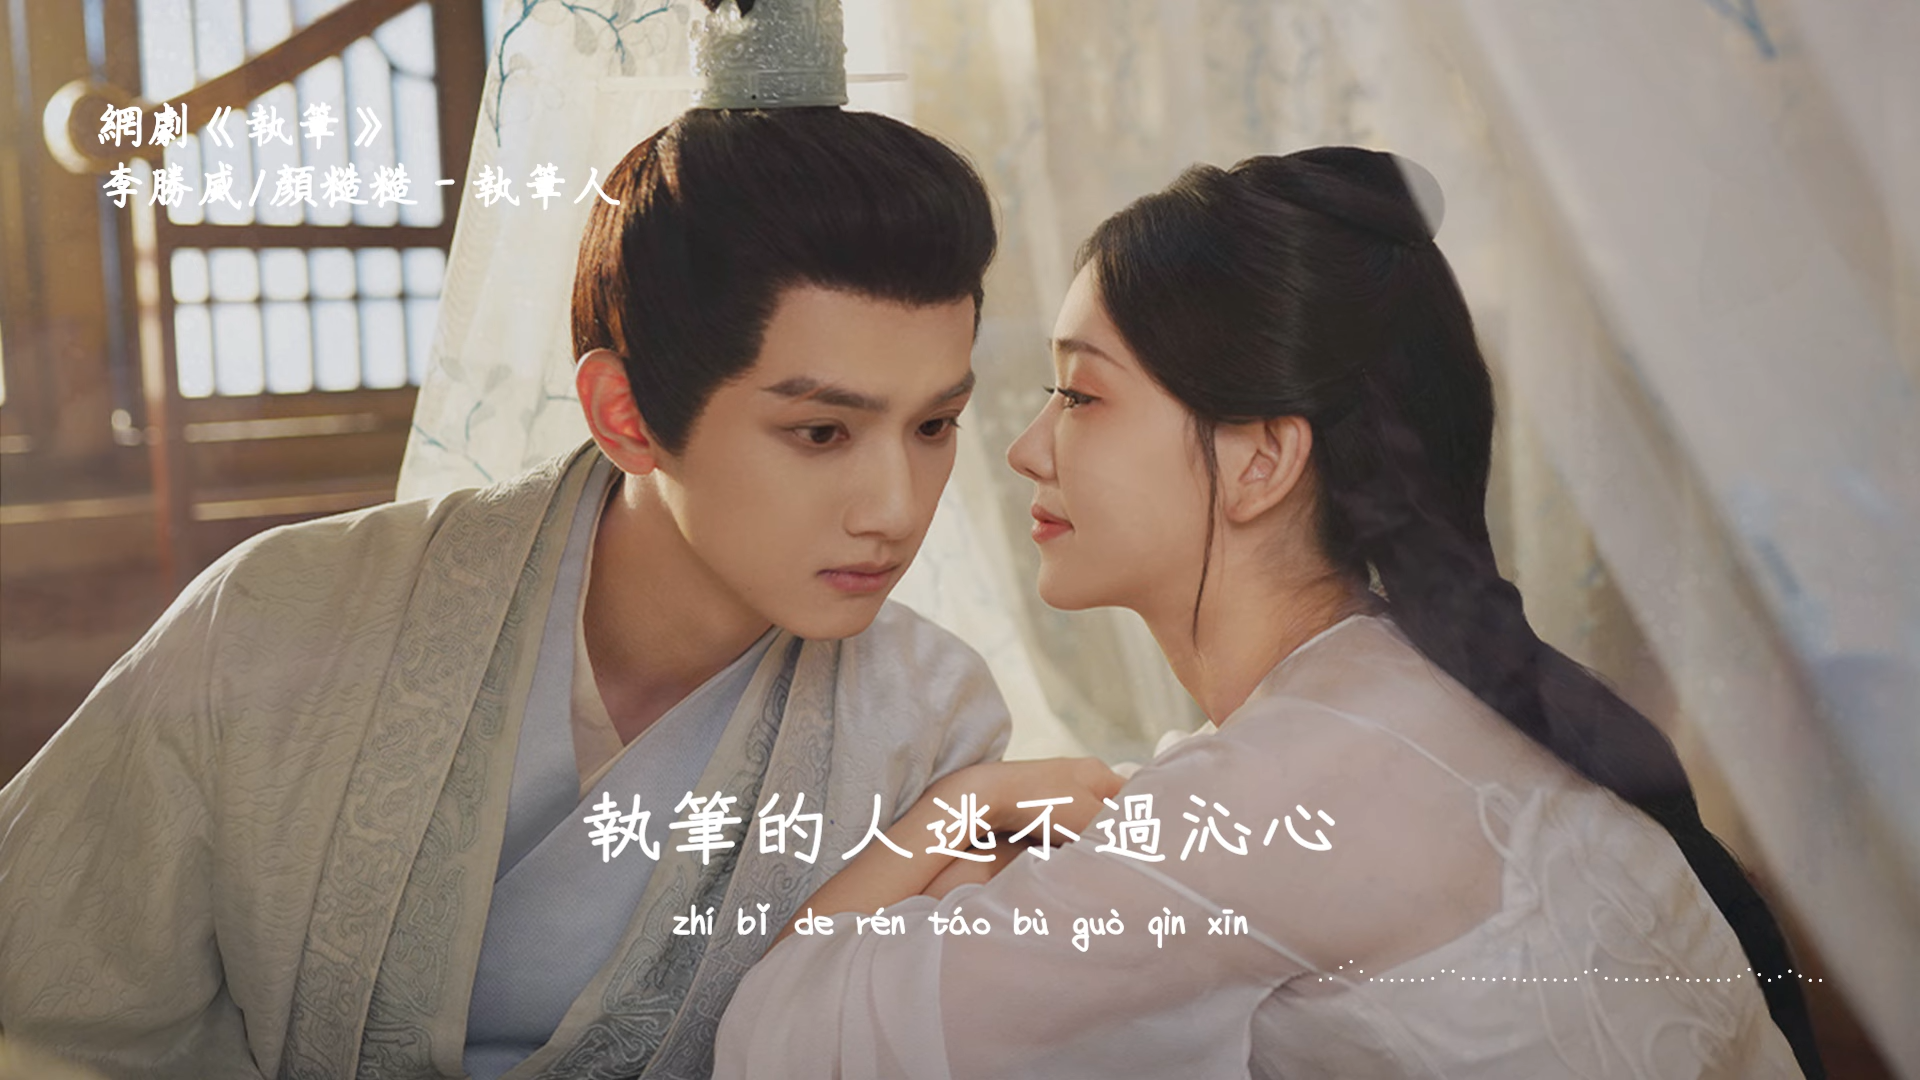 網劇《執筆》
李勝威/顏糙糙 - 執筆人
執筆的人逃不過沁心
zhí bǐ de rén táo bù guò qìn xīn